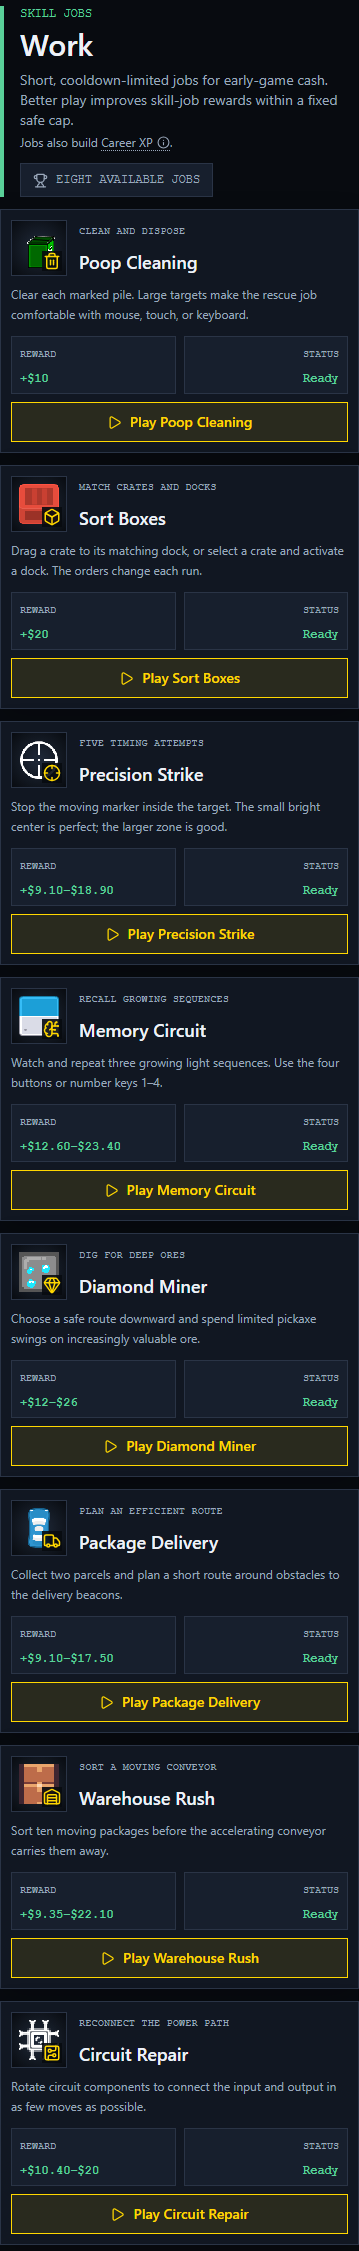 SKILL JOBS
Work
Short, cooldown-limited jobs for early-game cash.
Better play improves skill-job rewards within a fixed
safe cap.
Jobs also build Career XP.
EIGHT AVAILABLE JOBS
CLEAN AND DISPOSE
Poop Cleaning
Clear each marked pile. Large targets make the rescue job
comfortable with mouse, touch, or keyboard.
REWARD
STATUS
+$10
Ready
Play Poop Cleaning
MATCH CRATES AND DOCKS
Sort Boxes
Drag a crate to its matching dock, or select a crate and activate
a dock. The orders change each run.
REWARD
STATUS
+$20
Ready
Play Sort Boxes
FIVE TIMING ATTEMPTS
Precision Strike
Stop the moving marker inside the target. The small bright
center is perfect; the larger zone is good.
REWARD
STATUS
+$9.10–$18.90
Ready
Play Precision Strike
RECALL GROWING SEQUENCES
Memory Circuit
Watch and repeat three growing light sequences. Use the four
buttons or number keys 1–4.
REWARD
STATUS
+$12.60–$23.40
Ready
Play Memory Circuit
DIG FOR DEEP ORES
Diamond Miner
Choose a safe route downward and spend limited pickaxe
swings on increasingly valuable ore.
REWARD
STATUS
+$12–$26
Ready
Play Diamond Miner
PLAN AN EFFICIENT ROUTE
Package Delivery
Collect two parcels and plan a short route around obstacles to
the delivery beacons.
REWARD
STATUS
+$9.10–$17.50
Ready
Play Package Delivery
SORT A MOVING CONVEYOR
Warehouse Rush
Sort ten moving packages before the accelerating conveyor
carries them away.
REWARD
STATUS
+$9.35–$22.10
Ready
Play Warehouse Rush
RECONNECT THE POWER PATH
Circuit Repair
Rotate circuit components to connect the input and output in
as few moves as possible.
REWARD
STATUS
+$10.40–$20
Ready
Play Circuit Repair